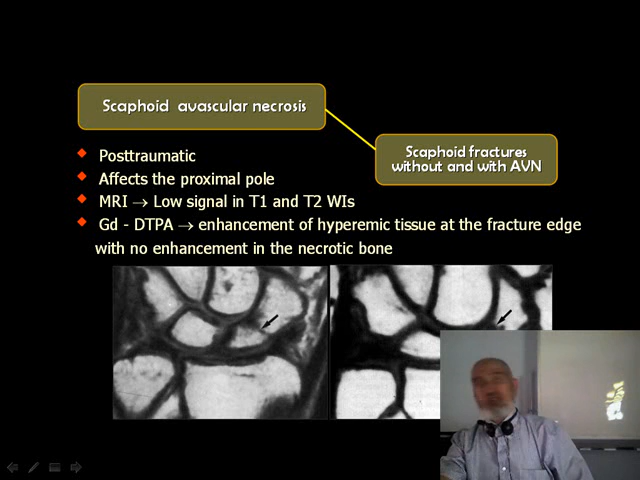 Scaphoid avascular necrosis
Scaphoid fractures
without and with AVN
Posttraumatic
Affects the proximal pole
MRI → Low signal in T1 and T2 WIs
Gd - DTPA → enhancement of hyperemic tissue at the fracture edge
with no enhancement in the necrotic bone